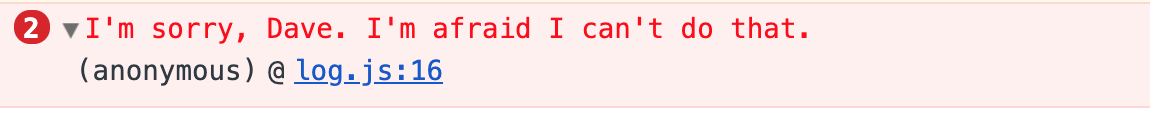 2 ▼I'm sorry, Dave. I'm afraid I can't do that.
(anonymous) @ log.js:16